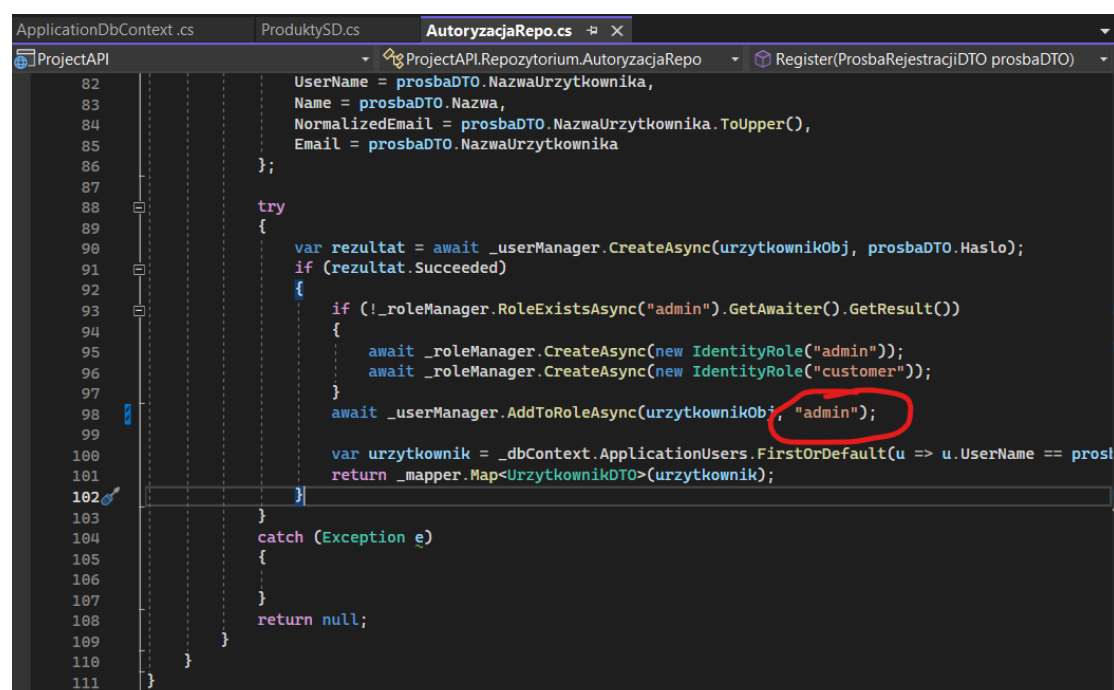 ApplicationDbContext.cs ProduktySD.cs AutoryzacjaRepo.cs
ProjectAPI ProjectAPI.Repozytorium.AutoryzacjaRepo Register(ProsbaRejestracjiDTO prosbaDTO)
82 UserName = prosbaDTO.NazwaUrzytkownika,
83 Name = prosbaDTO.Nazwa,
84 NormalizedEmail = prosbaDTO.NazwaUrzytkownika.ToUpper(),
85 Email = prosbaDTO.NazwaUrzytkownika
86 };
87
88 try
89 {
90 var rezultat = await _userManager.CreateAsync(urzytkownikObj, prosbaDTO.Haslo);
91 if (rezultat.Succeeded)
92 {
93 if (!_roleManager.RoleExistsAsync("admin").GetAwaiter().GetResult())
94 {
95 await _roleManager.CreateAsync(new IdentityRole("admin"));
96 await _roleManager.CreateAsync(new IdentityRole("customer"));
97 }
98 await _userManager.AddToRoleAsync(urzytkownikObj, "admin");
99
100 var urzytkownik = _dbContext.ApplicationUsers.FirstOrDefault(u => u.UserName == prosb
101 return _mapper.Map<UrzytkownikDTO>(urzytkownik);
102 }
103 }
104 catch (Exception e)
105 {
106
107 }
108 return null;
109 }
110 }
111 }